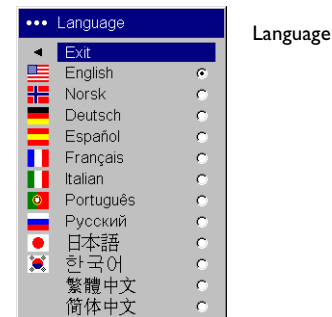 ••• Language
Language
Exit
English
Norsk
Deutsch
Español
Français
Italian
Português
Русский
日本語
한국어
繁體中文
简体中文